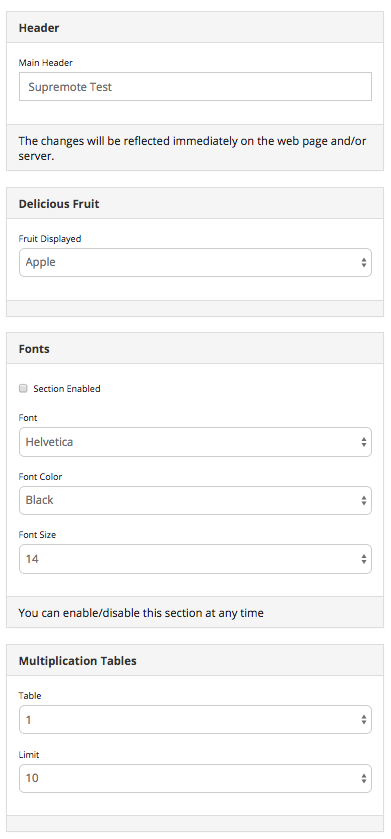 Header
Main Header
Supremote Test
The changes will be reflected immediately on the web page and/or
server.
Delicious Fruit
Fruit Displayed
Apple
Fonts
Section Enabled
Font
Helvetica
Font Color
Black
Font Size
14
You can enable/disable this section at any time
Multiplication Tables
Table
1
Limit
10